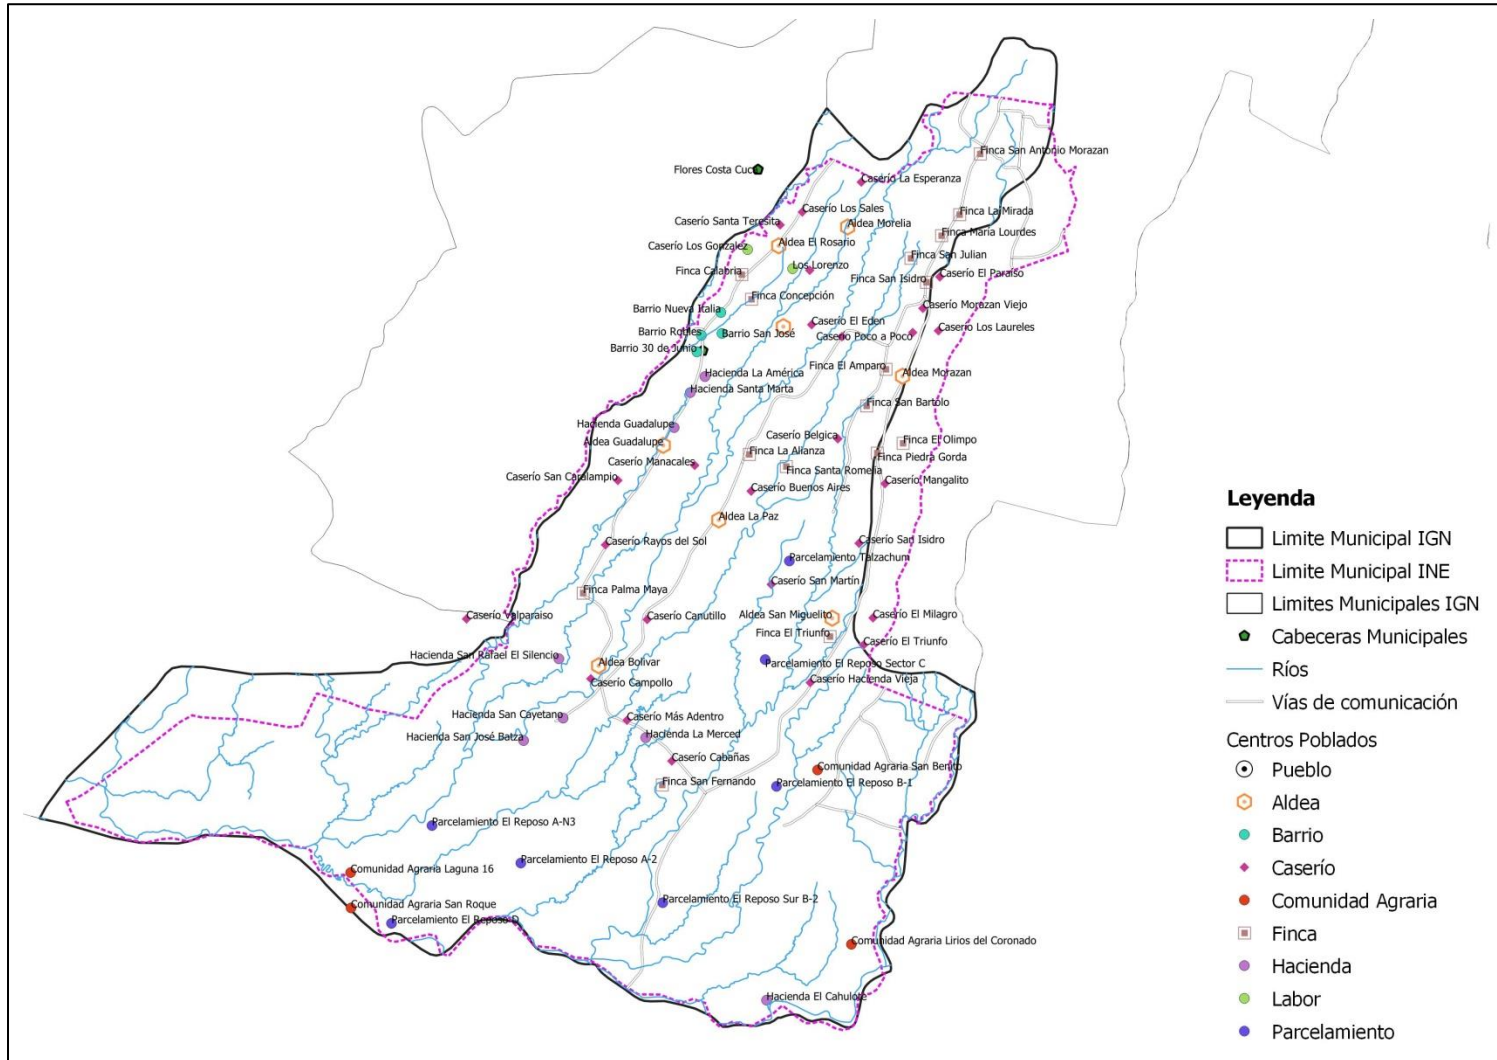 Finca San Antonio Morazan
Flores Costa Cuc
Caserío La Esperanza
Caserío Los Sales
Finca La Mirada
Caserío Santa Teresita
Aldea Morelia
Finca Maria Lourdes
Caserío Los Gonzalez
Aldea El Rosario
Finca San Julian
Los Lorenzo
Finca Calabria
Finca San Isidro
Caserío El Paraiso
Finca Concepción
Barrio Nueva Italia
Caserío Morazan Viejo
Caserío El Eden
Caserío Los Laureles
Barrio Robles
Barrio San José
Caserío Poco a Poco
Barrio 30 de Junio
Finca El Amparo
Hacienda La América
Aldea Morazan
Hacienda Santa Marta
Finca San Bartolo
Hacienda Guadalupe
Caserío Belgica
Aldea Guadalupe
Finca El Olimpo
Finca La Alianza
Finca Piedra Gorda
Caserío Manacales
Finca Santa Romelia
Caserío San Caralampio
Caserío Mangalito
Caserío Buenos Aires
Aldea La Paz
Caserío Rayos del Sol
Caserío San Isidro
Parcelamiento Talzachum
Caserío San Martín
Finca Palma Maya
Caserío Valparaiso
Caserío Canutillo
Aldea San Miguelito
Caserío El Milagro
Finca El Triunfo
Caserío El Triunfo
Hacienda San Rafael El Silencio
Aldea Bolivar
Parcelamiento El Reposo Sector C
Caserío Campollo
Caserío Hacienda Vieja
Hacienda San Cayetano
Caserío Más Adentro
Hacienda San José Batza
Hacienda La Merced
Caserío Cabañas
Comunidad Agraria San Benito
Finca San Fernando
Parcelamiento El Reposo B-1
Parcelamiento El Reposo A-N3
Parcelamiento El Reposo A-2
Comunidad Agraria Laguna 16
Parcelamiento El Reposo Sur B-2
Comunidad Agraria San Roque
Parcelamiento El Reposo D
Comunidad Agraria Lirios del Coronado
Hacienda El Cahulote
Leyenda
Limite Municipal IGN
Limite Municipal INE
Limites Municipales IGN
Cabeceras Municipales
Ríos
Vías de comunicación
Centros Poblados
Pueblo
Aldea
Barrio
Caserío
Comunidad Agraria
Finca
Hacienda
Labor
Parcelamiento